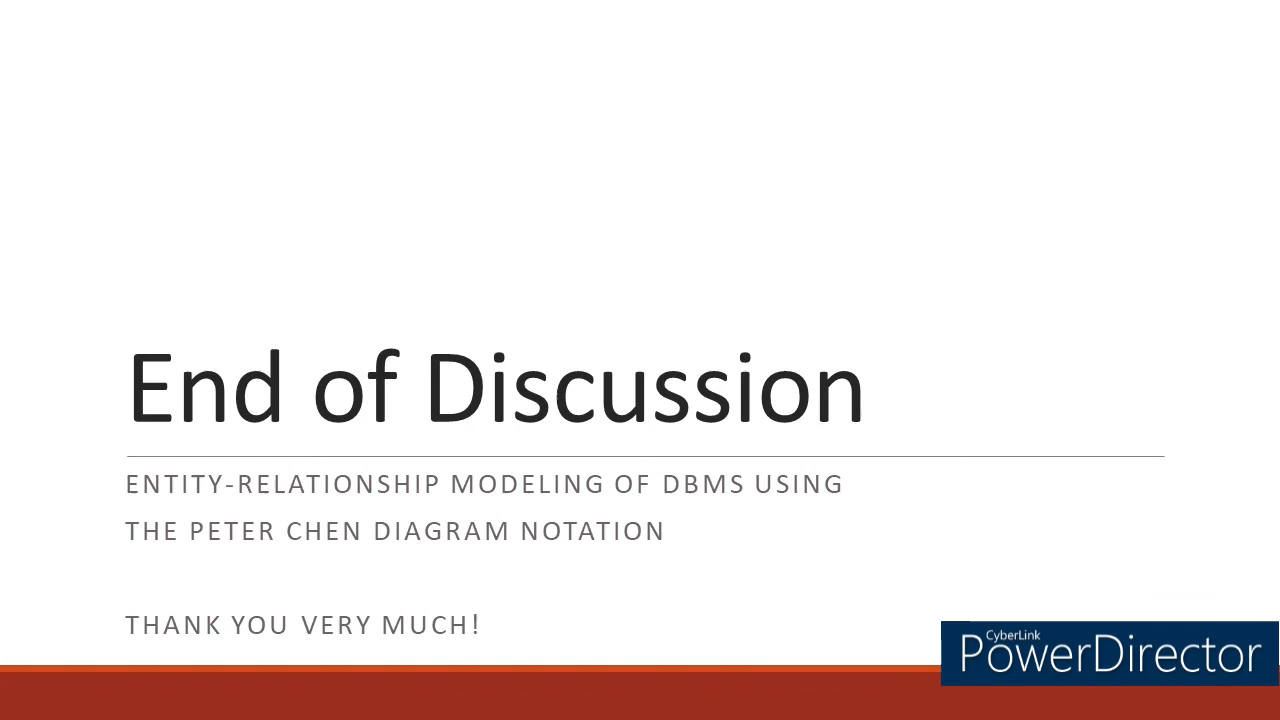 End of Discussion
ENTITY-RELATIONSHIP MODELING OF DBMS USING
THE PETER CHEN DIAGRAM NOTATION
THANK YOU VERY MUCH!
CyberLink
PowerDirector